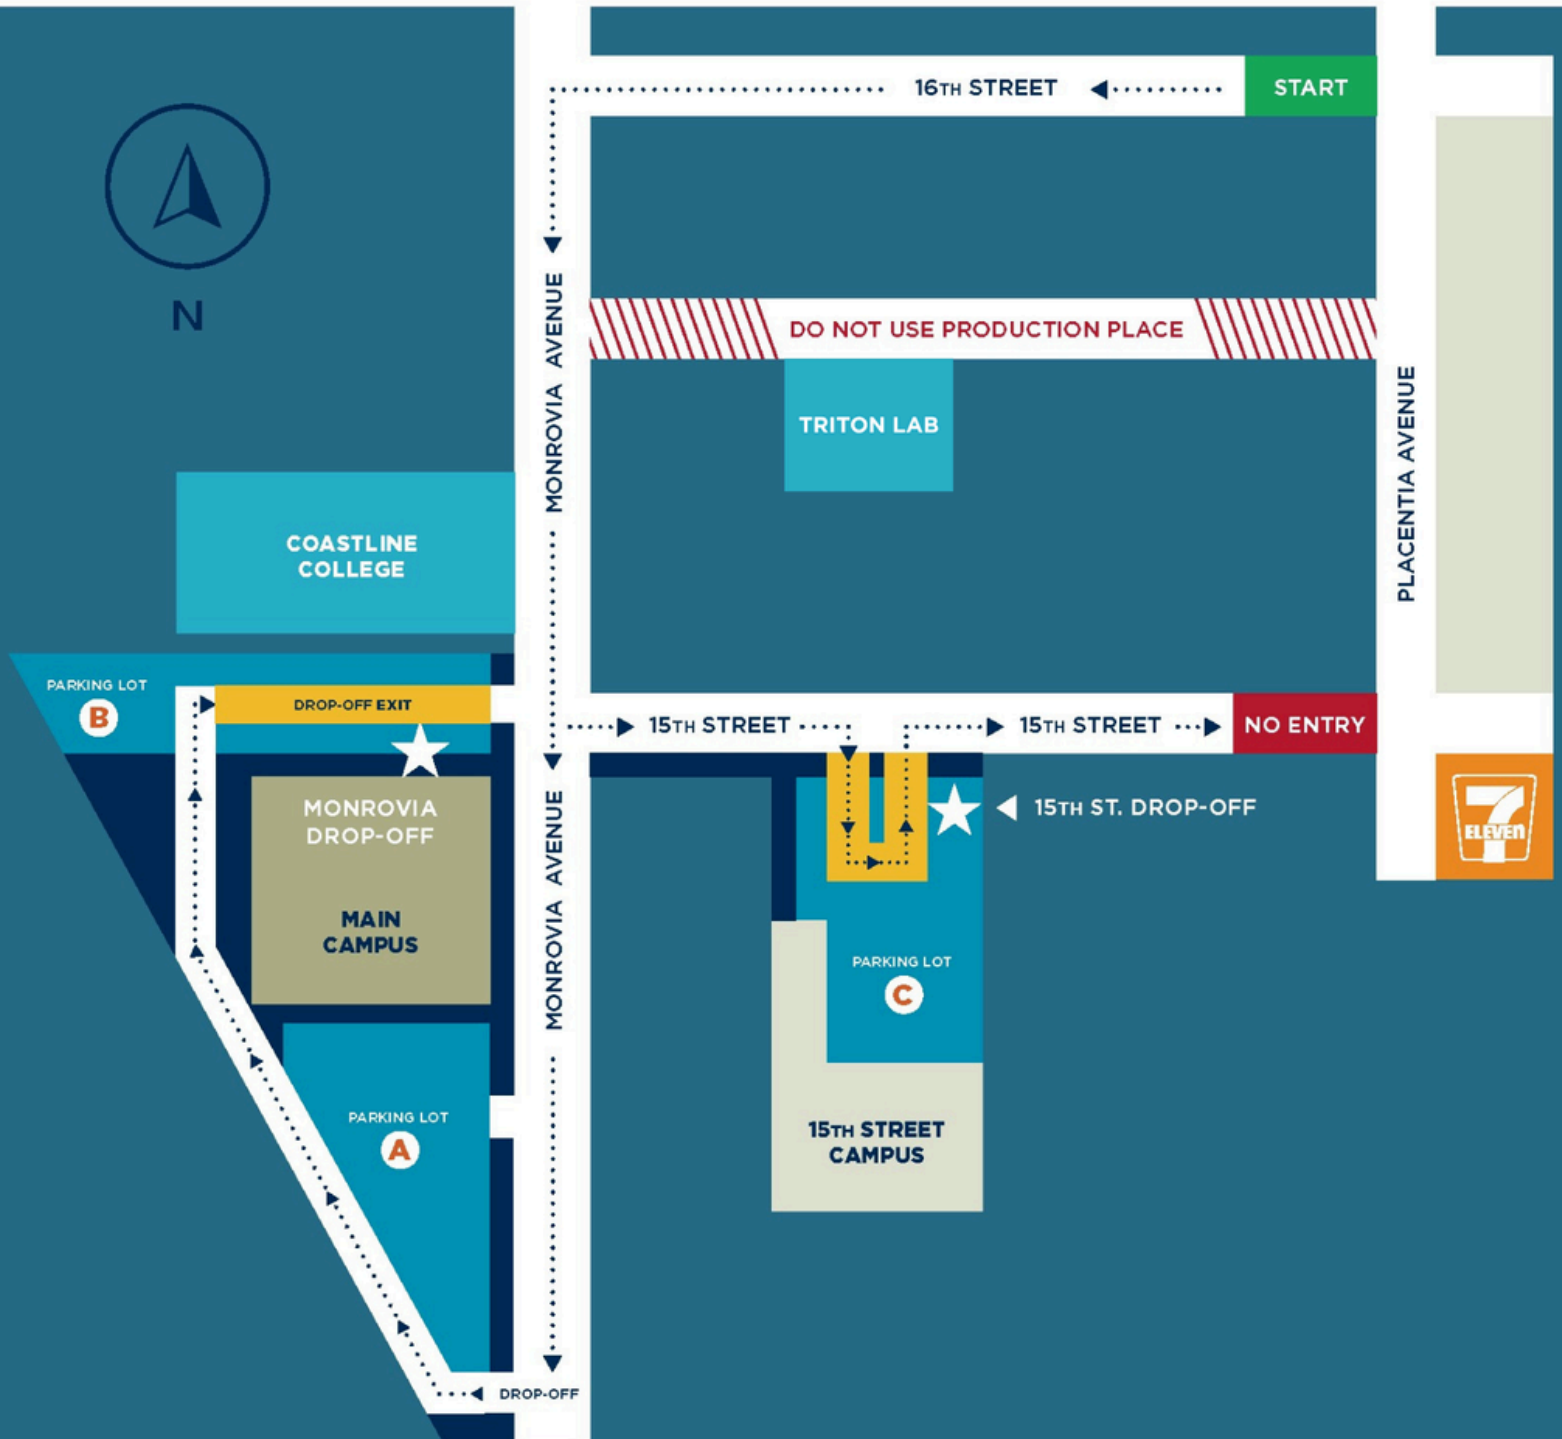 16TH STREET
START
N
MONROVIA AVENUE
DO NOT USE PRODUCTION PLACE
TRITON LAB
PLACENTIA AVENUE
COASTLINE
COLLEGE
PARKING LOT
B
DROP-OFF EXIT
15TH STREET
15TH STREET
NO ENTRY
MONROVIA
DROP-OFF
MAIN
CAMPUS
MONROVIA AVENUE
15TH ST. DROP-OFF
7
ELEVEn
PARKING LOT
C
PARKING LOT
A
15TH STREET
CAMPUS
DROP-OFF